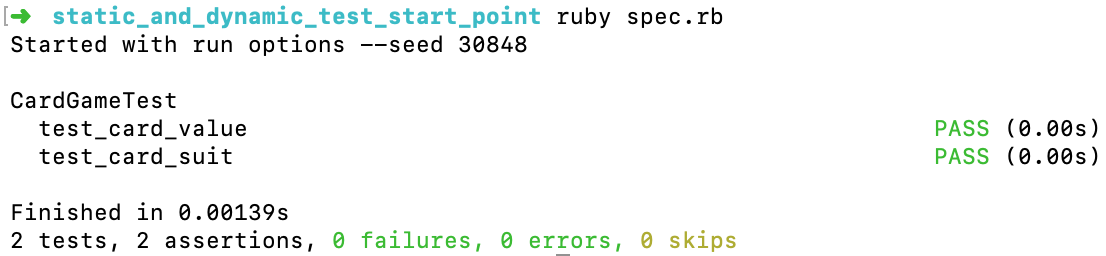 ➜ static_and_dynamic_test_start_point ruby spec.rb
Started with run options --seed 30848
CardGameTest
test_card_value PASS (0.00s)
test_card_suit PASS (0.00s)
Finished in 0.00139s
2 tests, 2 assertions, 0 failures, 0 errors, 0 skips